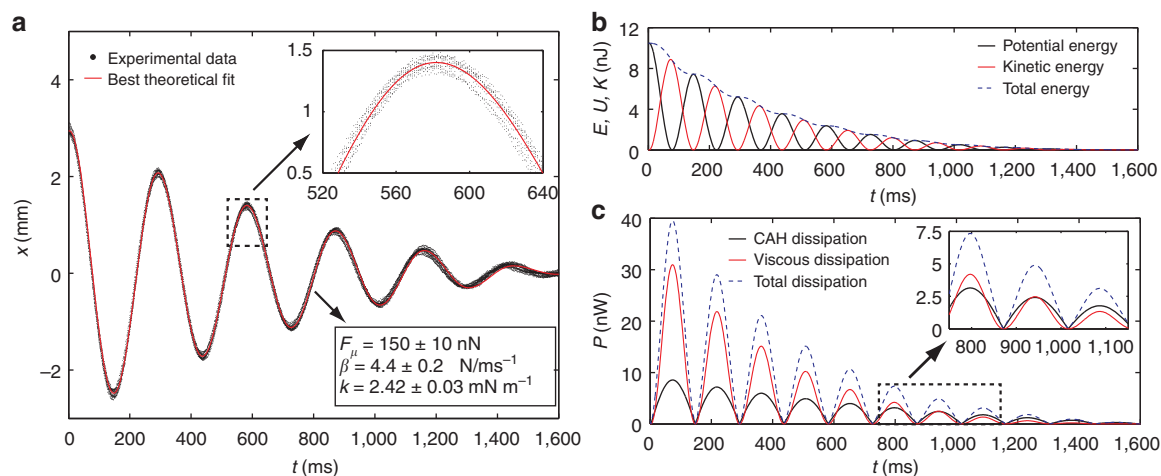 a
Experimental data
Best theoretical fit
x (mm)
4
2
0
−2
0 200 400 600 800 1,000 1,200 1,400 1,600
t (ms)
1.5
1
0.5
520 560 600 640
F_μ = 150 ± 10 nN
β = 4.4 ± 0.2 N/ms⁻¹
k = 2.42 ± 0.03 mN m⁻¹
b
E, U, K (nJ)
12
8
4
0
Potential energy
Kinetic energy
Total energy
0 200 400 600 800 1,000 1,200 1,400 1,600
t (ms)
c
P (nW)
40
30
20
10
0
CAH dissipation
Viscous dissipation
Total dissipation
7.5
5
2.5
0
800 900 1,000 1,100
0 200 400 600 800 1,000 1,200 1,400 1,600
t (ms)